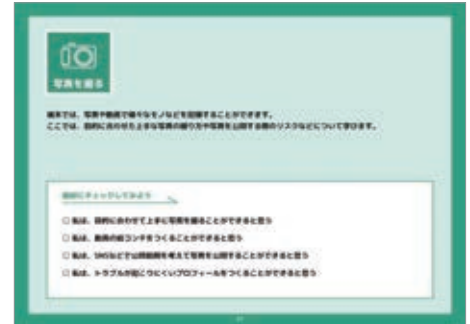 写真を撮る
端末では、写真や動画で様々なモノなどを記録することができます。
ここでは、目的に合わせた上手な写真の撮り方や写真を公開する際のリスクなどについて学びます。
最初にチェックしてみよう
□ 私は、目的に合わせて上手に写真を撮ることができると思う
□ 私は、動画の絵コンテをつくることができると思う
□ 私は、SNSなどで公開範囲を考えて写真を公開することができると思う
□ 私は、トラブルが起こりにくいプロフィールをつくることができると思う